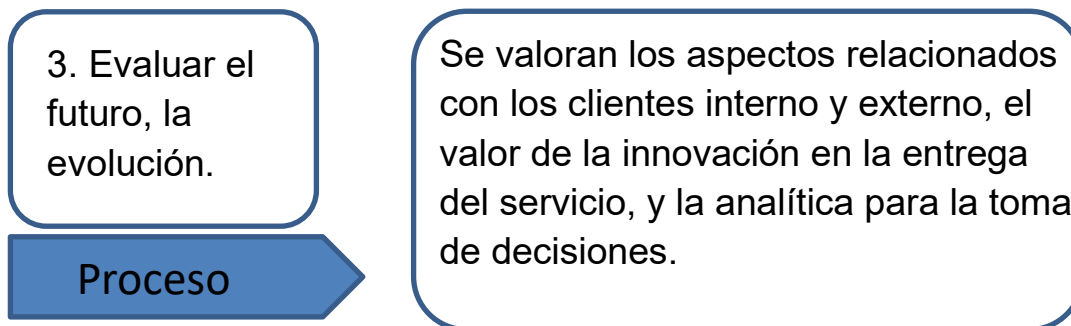 3. Evaluar el
futuro, la
evolución.
Proceso
Se valoran los aspectos relacionados
con los clientes interno y externo, el
valor de la innovación en la entrega
del servicio, y la analítica para la toma
de decisiones.